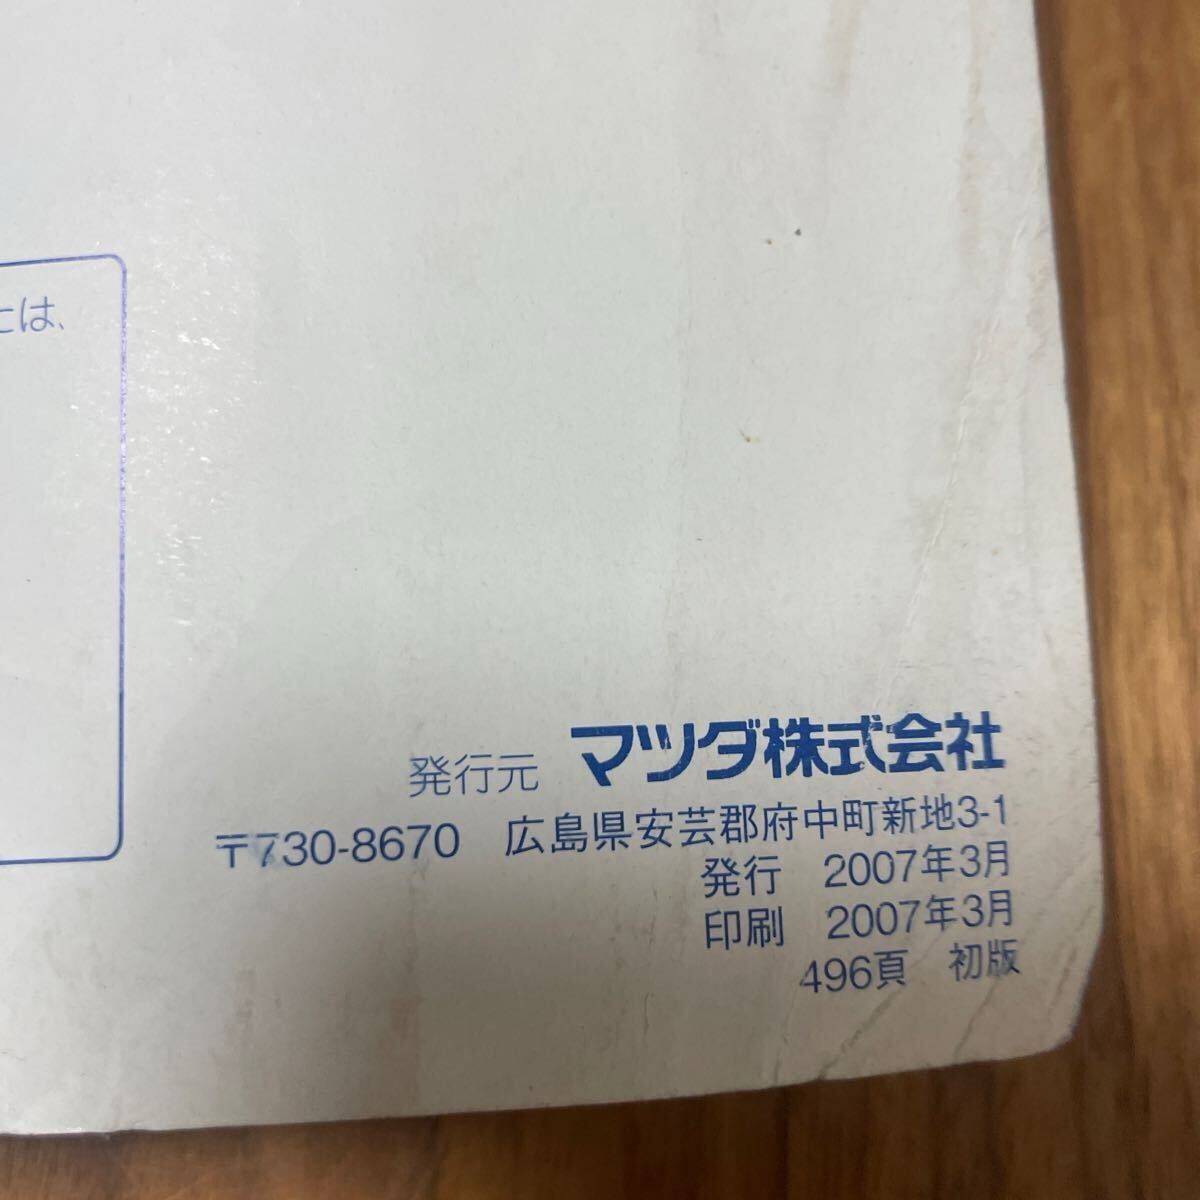 には、
発行元 マツダ株式会社
〒730-8670 広島県安芸郡府中町新地3-1
発行 2007年3月
印刷 2007年3月
496頁 初版